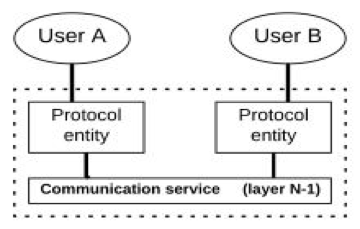 User A
User B
Protocol
entity
Protocol
entity
Communication service (layer N-1)